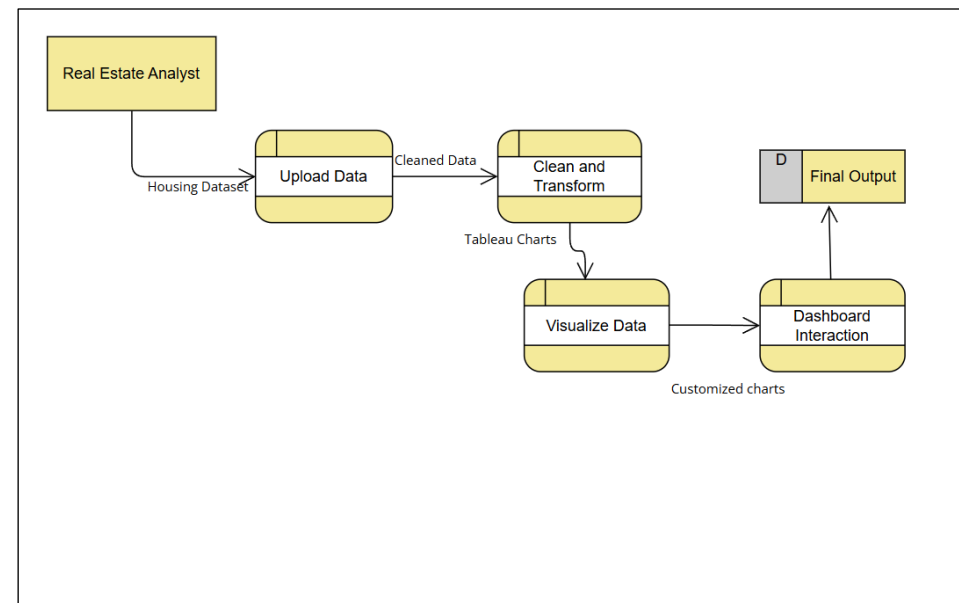 Real Estate Analyst
Housing Dataset
Upload Data
Cleaned Data
Clean and
Transform
Tableau Charts
Visualize Data
Customized charts
Dashboard
Interaction
D
Final Output